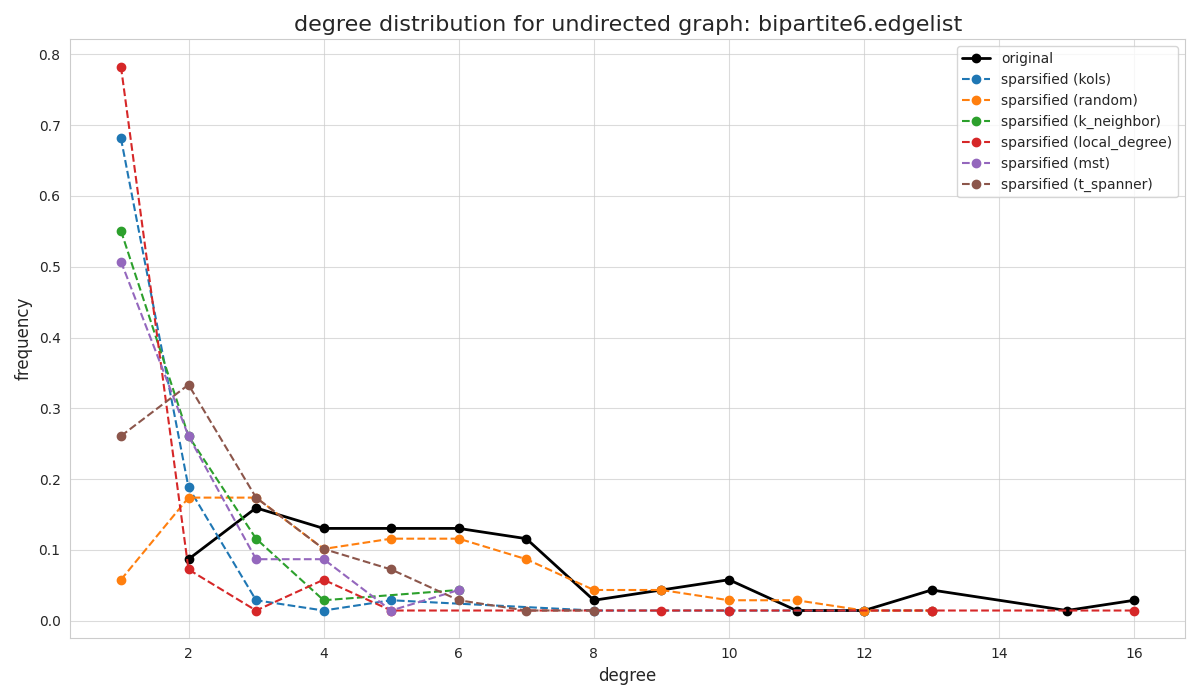 degree distribution for undirected graph: bipartite6.edgelist
original
sparsified (kols)
sparsified (random)
sparsified (k_neighbor)
sparsified (local_degree)
sparsified (mst)
sparsified (t_spanner)
frequency
0.8
0.7
0.6
0.5
0.4
0.3
0.2
0.1
0.0
2 4 6 8 10 12 14 16
degree